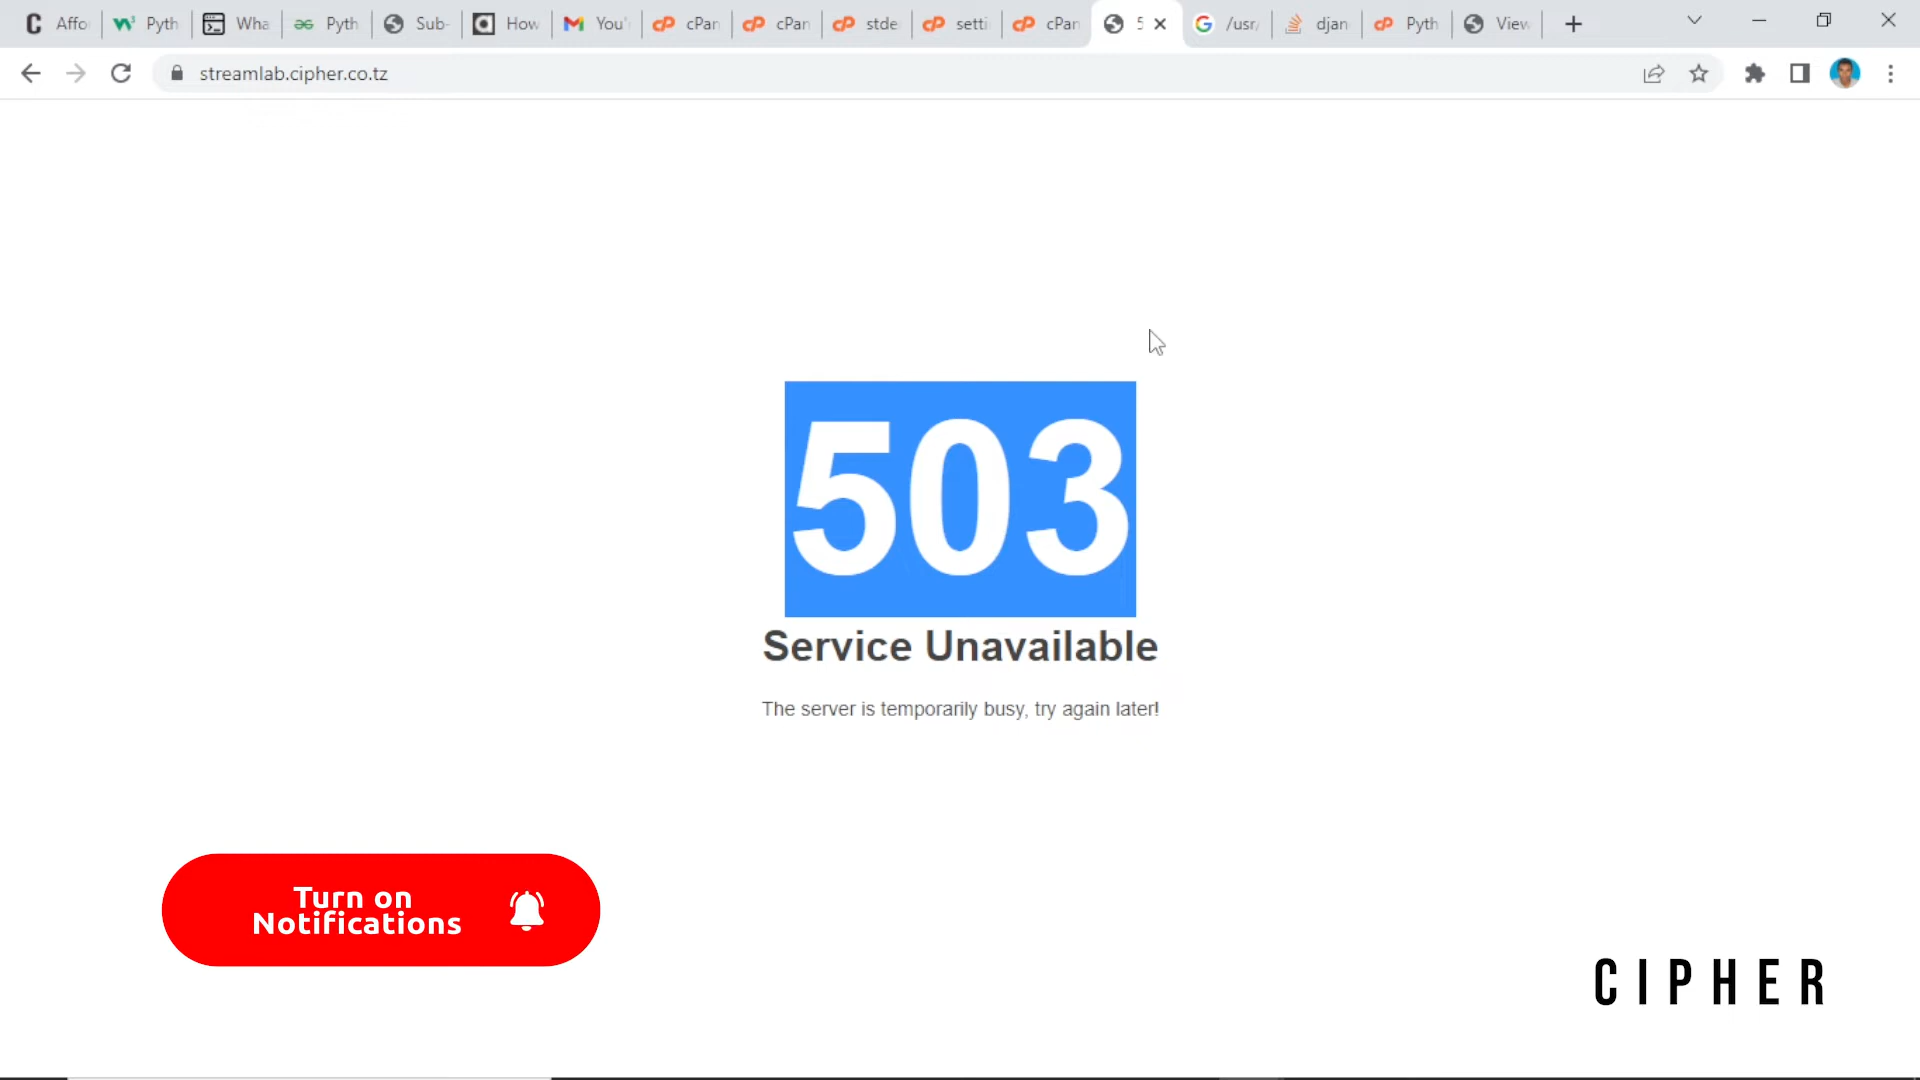 Affo
Pyth
Wha
Pyth
Sub-
How
You'
cPan
cPan
stde
setti
cPan
5
/usr/
djan
Pyth
View
streamlab.cipher.co.tz
503
Service Unavailable
The server is temporarily busy, try again later!
Turn on
Notifications
CIPHER